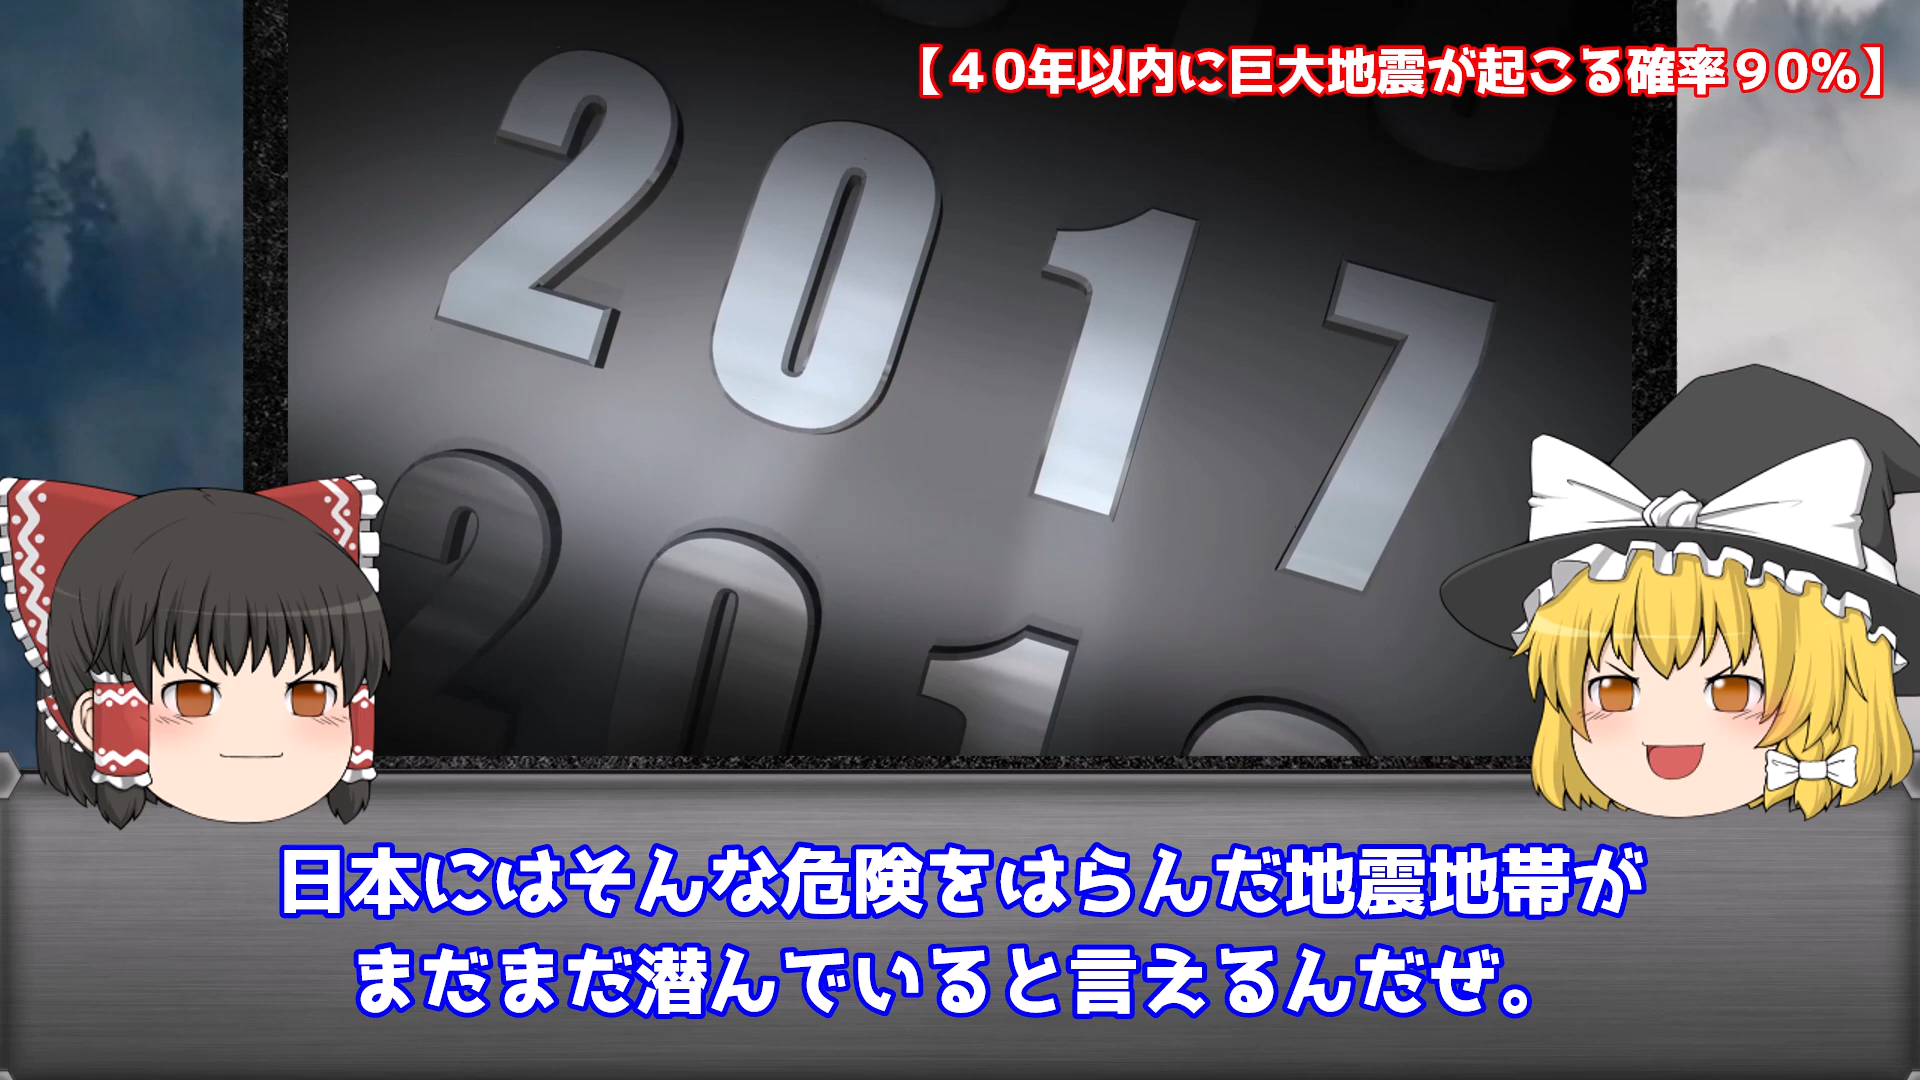 【４０年以内に巨大地震が起こる確率９０％】
2017
201
日本にはそんな危険をはらんだ地震地帯が
まだまだ潜んでいると言えるんだぜ。